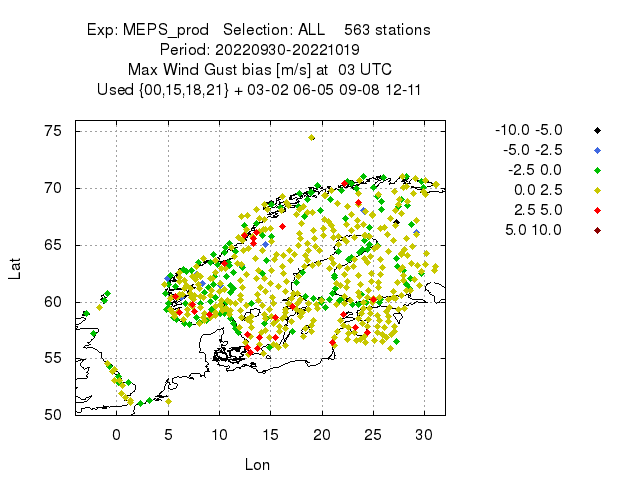 Exp: MEPS_prod Selection: ALL 563 stations
Period: 20220930-20221019
Max Wind Gust bias [m/s] at 03 UTC
Used {00,15,18,21} + 03-02 06-05 09-08 12-11
-10.0 -5.0
-5.0 -2.5
-2.5 0.0
0.0 2.5
2.5 5.0
5.0 10.0
75
70
65
60
55
50
Lat
0 5 10 15 20 25 30
Lon